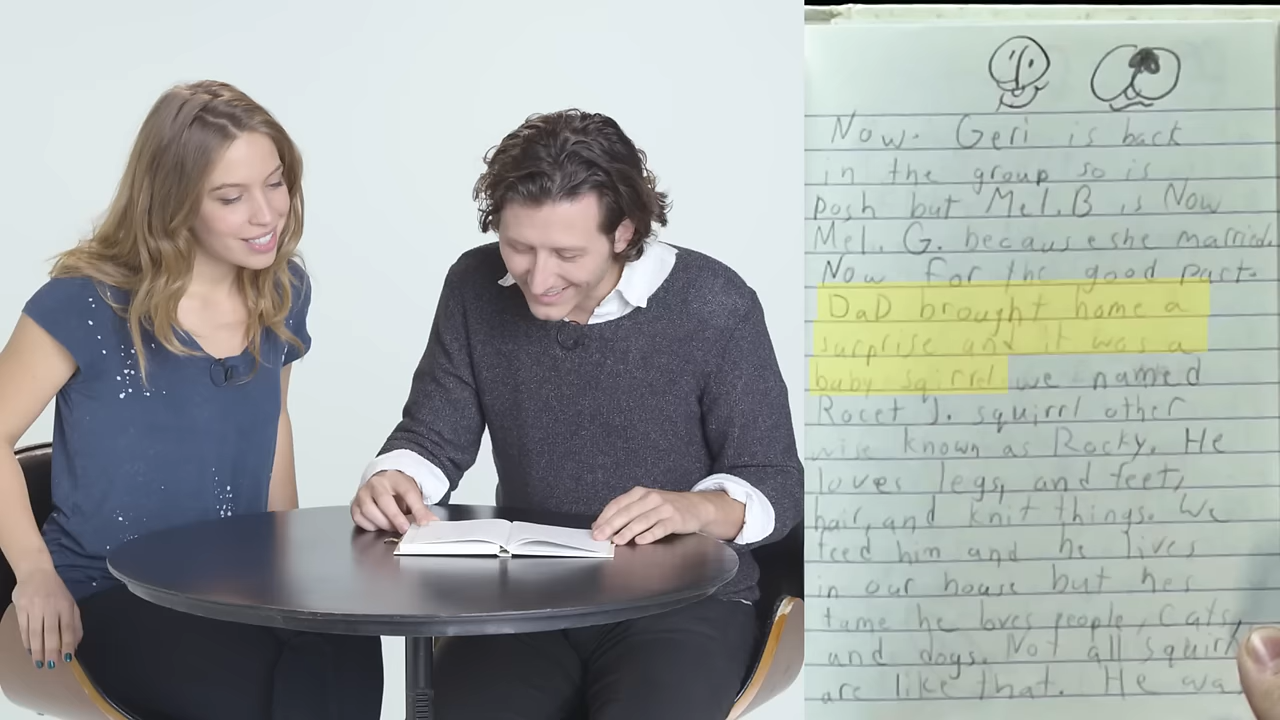 Now. Geri is back
in the group so is
posh but Mel. B is Now
Mel. G. because she married.
Now for the good part.
DaD brought home a
surprise and it was a
baby sqirrel we named
Rocet J. squirrl other
wise known as Rocky. He
loves legs, and feet,
hair, and knit things. We
feed him and he lives
in our house but hes
tame he loves people, cats,
and dogs. Not all squirls
are like that. He was